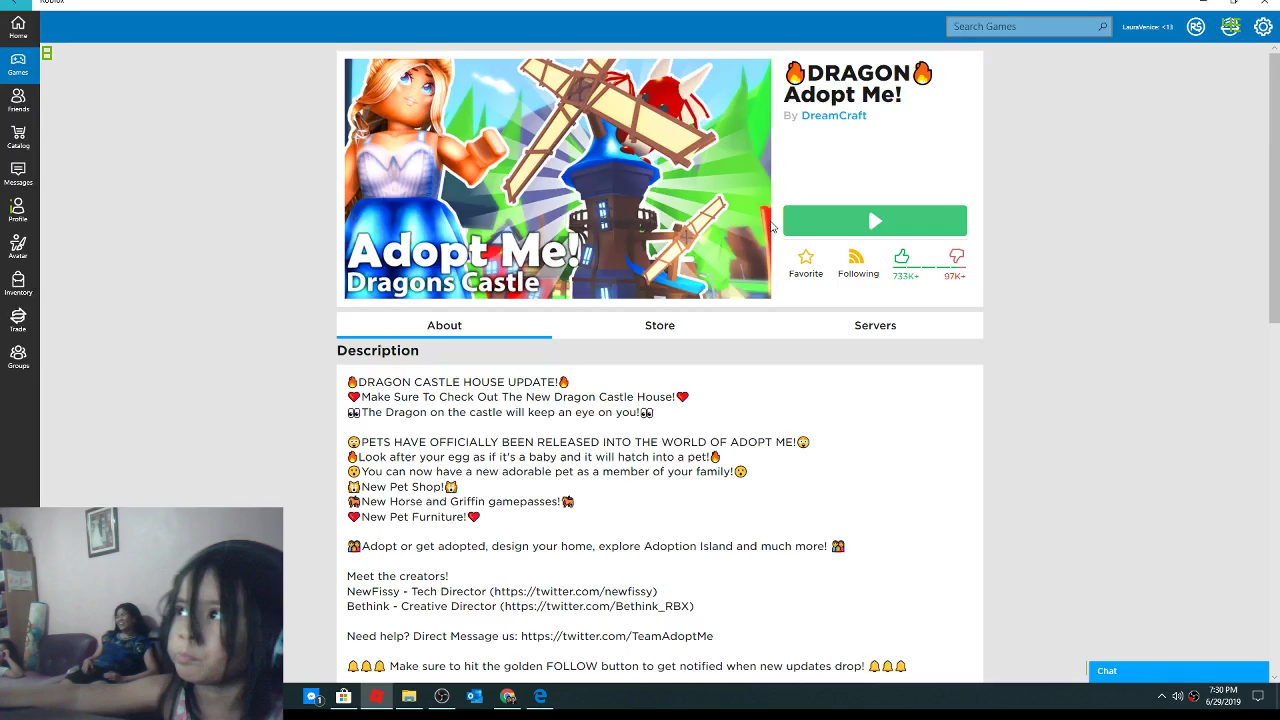 Roblox
Search Games
LauraVenice: <13
Home
Games
Friends
Catalog
Messages
Profile
Avatar
Inventory
Trade
Groups
Adopt Me!
Dragons Castle
🔥DRAGON🔥
Adopt Me!
By DreamCraft
Favorite
Following
733K+
97K+
About
Store
Servers
Description
🔥DRAGON CASTLE HOUSE UPDATE!🔥
❤️Make Sure To Check Out The New Dragon Castle House!❤️
👀The Dragon on the castle will keep an eye on you!👀
😲PETS HAVE OFFICIALLY BEEN RELEASED INTO THE WORLD OF ADOPT ME!😲
🔥Look after your egg as if it's a baby and it will hatch into a pet!🔥
😮You can now have a new adorable pet as a member of your family!😮
🐱New Pet Shop!🐱
🐴New Horse and Griffin gamepasses!🐴
❤️New Pet Furniture!❤️
👪Adopt or get adopted, design your home, explore Adoption Island and much more! 👪
Meet the creators!
NewFissy - Tech Director (https://twitter.com/newfissy)
Bethink - Creative Director (https://twitter.com/Bethink_RBX)
Need help? Direct Message us: https://twitter.com/TeamAdoptMe
🔔🔔🔔 Make sure to hit the golden FOLLOW button to get notified when new updates drop! 🔔🔔🔔
Chat
1
7:30 PM
6/29/2019